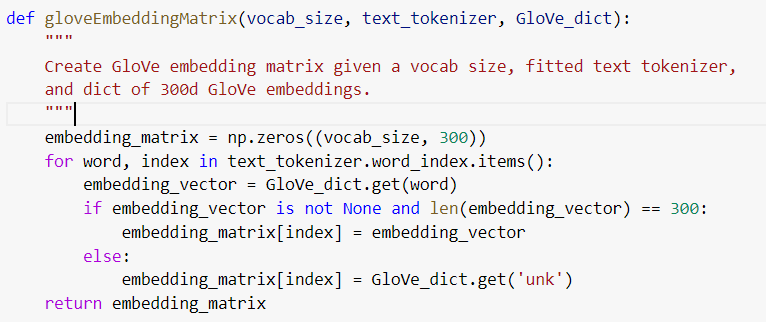 def gloveEmbeddingMatrix(vocab_size, text_tokenizer, GloVe_dict):
    """
    Create GloVe embedding matrix given a vocab size, fitted text tokenizer,
    and dict of 300d GloVe embeddings.
    """
    embedding_matrix = np.zeros((vocab_size, 300))
    for word, index in text_tokenizer.word_index.items():
        embedding_vector = GloVe_dict.get(word)
        if embedding_vector is not None and len(embedding_vector) == 300:
            embedding_matrix[index] = embedding_vector
        else:
            embedding_matrix[index] = GloVe_dict.get('unk')
    return embedding_matrix